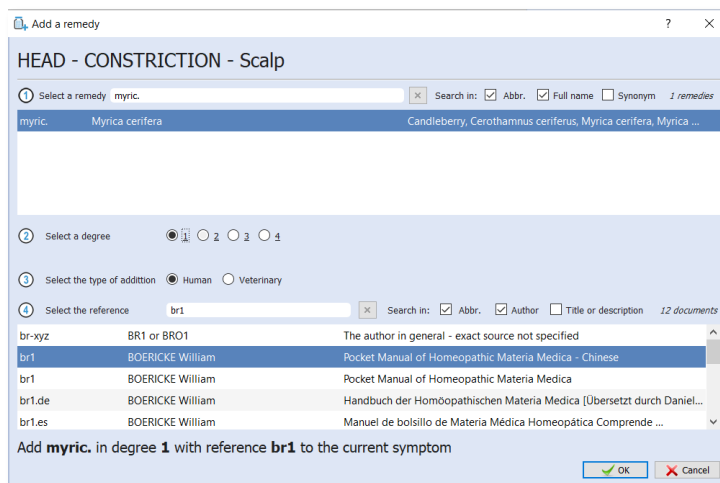 Add a remedy ?
HEAD - CONSTRICTION - Scalp
1 Select a remedy myric. Search in: Abbr. Full name Synonym 1 remedies
myric. Myrica cerifera Candleberry, Cerothamnus ceriferus, Myrica cerifera, Myrica ...
2 Select a degree 1 2 3 4
3 Select the type of addittion Human Veterinary
4 Select the reference br1 Search in: Abbr. Author Title or description 12 documents
br-xyz BR1 or BRO1 The author in general - exact source not specified
br1 BOERICKE William Pocket Manual of Homeopathic Materia Medica - Chinese
br1 BOERICKE William Pocket Manual of Homeopathic Materia Medica
br1.de BOERICKE William Handbuch der Homöopathischen Materia Medica [Übersetzt durch Daniel...
br1.es BOERICKE William Manuel de bolsillo de Materia Médica Homeopática Comprende ...
Add myric. in degree 1 with reference br1 to the current symptom
OK Cancel